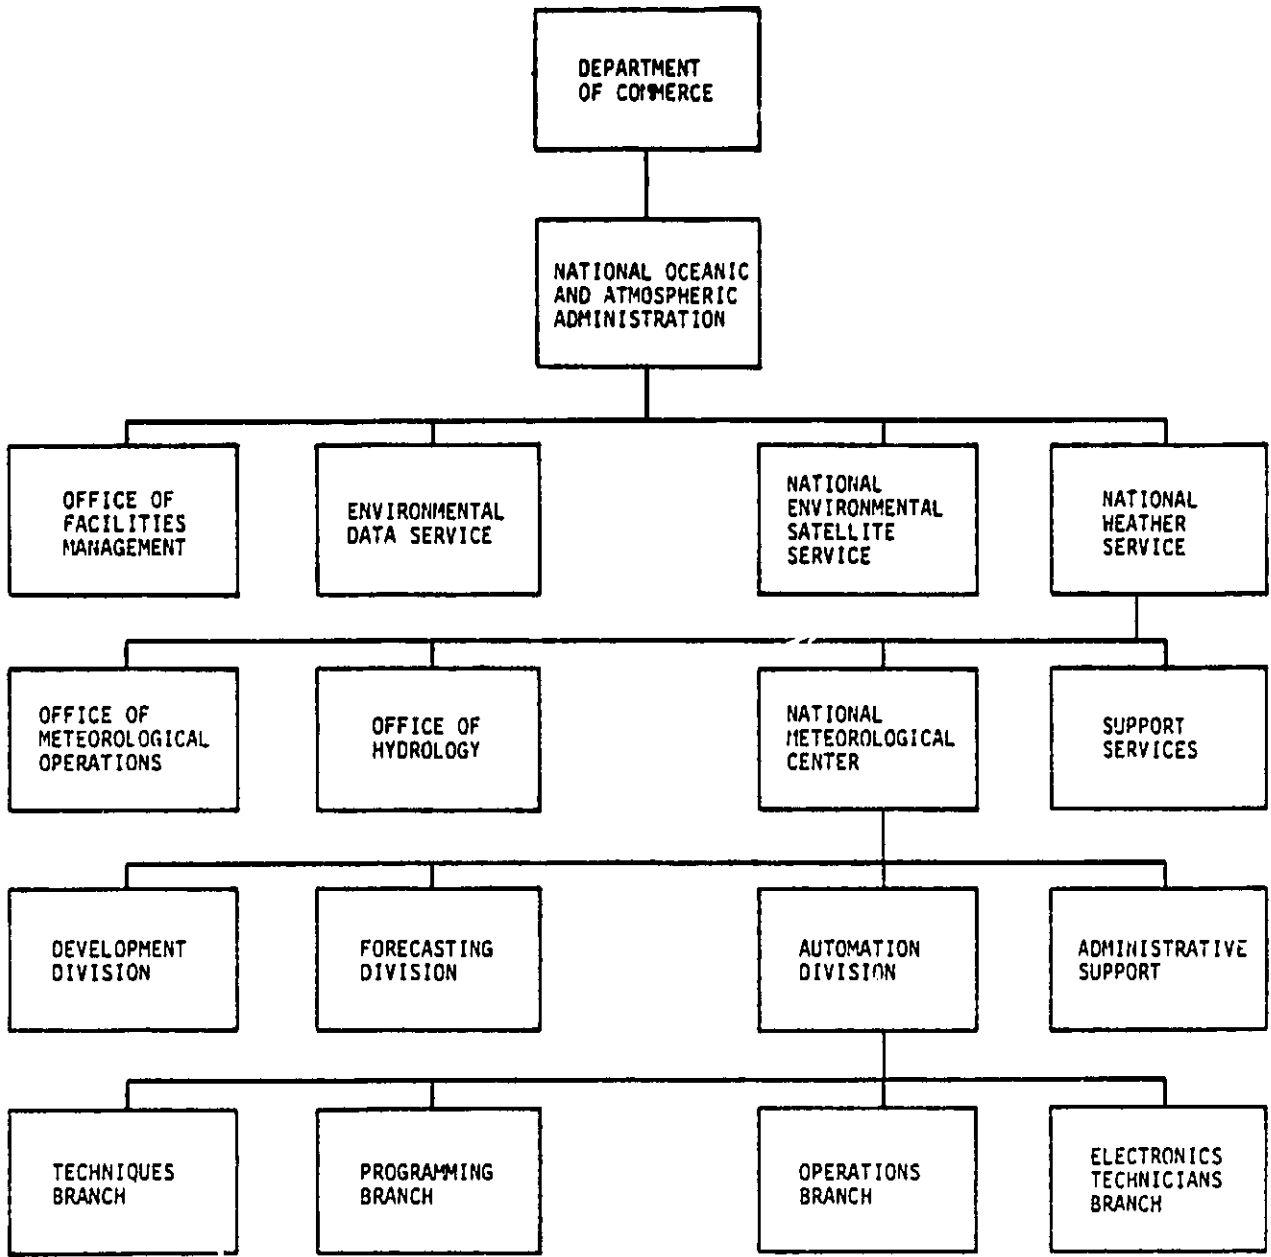 DEPARTMENT
OF COMMERCE
NATIONAL OCEANIC
AND ATMOSPHERIC
ADMINISTRATION
OFFICE OF
FACILITIES
MANAGEMENT
ENVIRONMENTAL
DATA SERVICE
NATIONAL
ENVIRONMENTAL
SATELLITE
SERVICE
NATIONAL
WEATHER
SERVICE
OFFICE OF
METEOROLOGICAL
OPERATIONS
OFFICE OF
HYDROLOGY
NATIONAL
METEOROLOGICAL
CENTER
SUPPORT
SERVICES
DEVELOPMENT
DIVISION
FORECASTING
DIVISION
AUTOMATION
DIVISION
ADMINISTRATIVE
SUPPORT
TECHNIQUES
BRANCH
PROGRAMMING
BRANCH
OPERATIONS
BRANCH
ELECTRONICS
TECHNICIANS
BRANCH